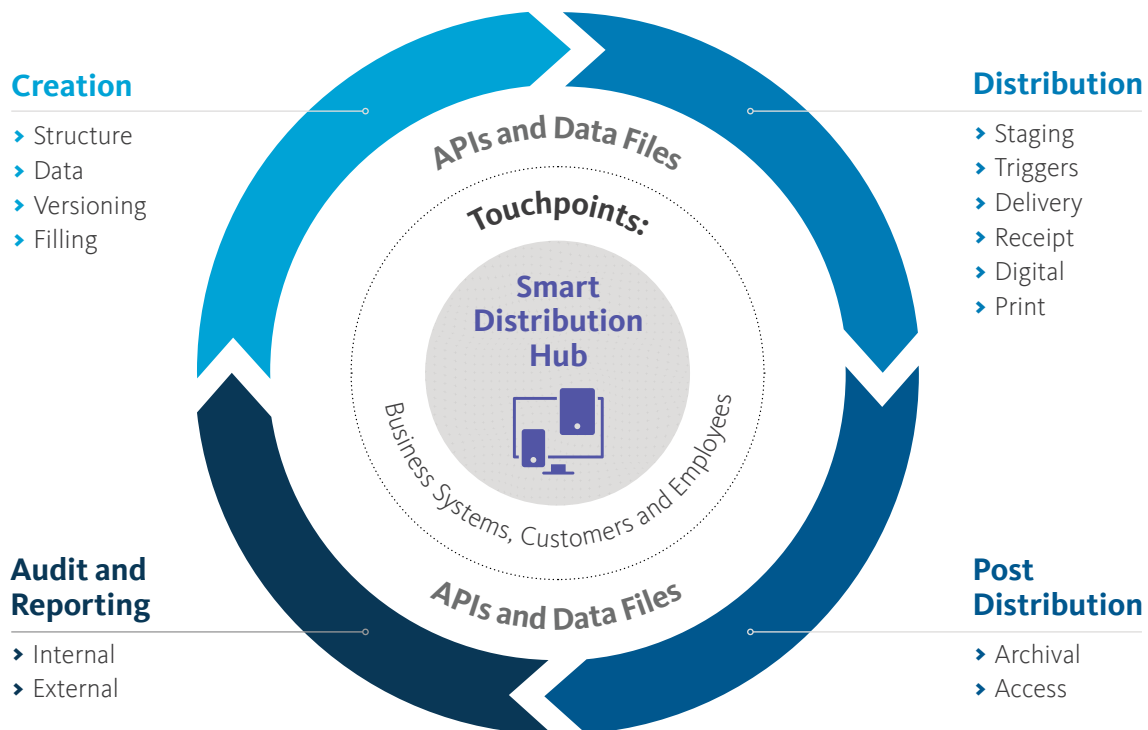 Creation
Structure
Data
Versioning
Filling
Distribution
Staging
Triggers
Delivery
Receipt
Digital
Print
APIs and Data Files
Touchpoints:
Smart
Distribution
Hub
Business Systems, Customers and Employees
APIs and Data Files
Audit and
Reporting
Internal
External
Post
Distribution
Archival
Access